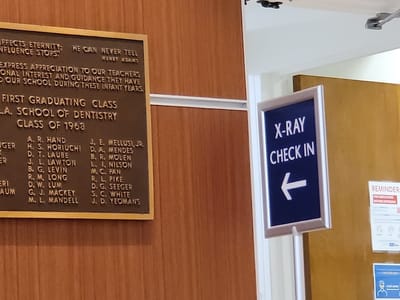 AFFECTS ETERNITY;   HE CAN NEVER TELL
INFLUENCE STOPS"
HENRY ADAMS
EXPRESS APPRECIATION TO OUR TEACHERS
INTEREST AND GUIDANCE THEY HAVE
OUR SCHOOL DURING THESE INFANT YEARS.
FIRST GRADUATING CLASS
SCHOOL OF DENTISTRY
CLASS OF 1968
A. R. HAND
H. S. HORIUCHI
D. T. LAUBE
E. J. LAWTON
B. G. LEVIN
R. M. LONG
D. W. LUM
G. J. MACKEY
M. L. MANDELL
J. E. MELLUSI, JR.
D. A. MENDES
B. R. MOLEN
L. I. NILSON
M. C. PAN
R. L. PIKE
D. G. SEEGER
S. C. WHITE
J. D. YEOMANS
X-RAY
CHECK IN
REMINDER